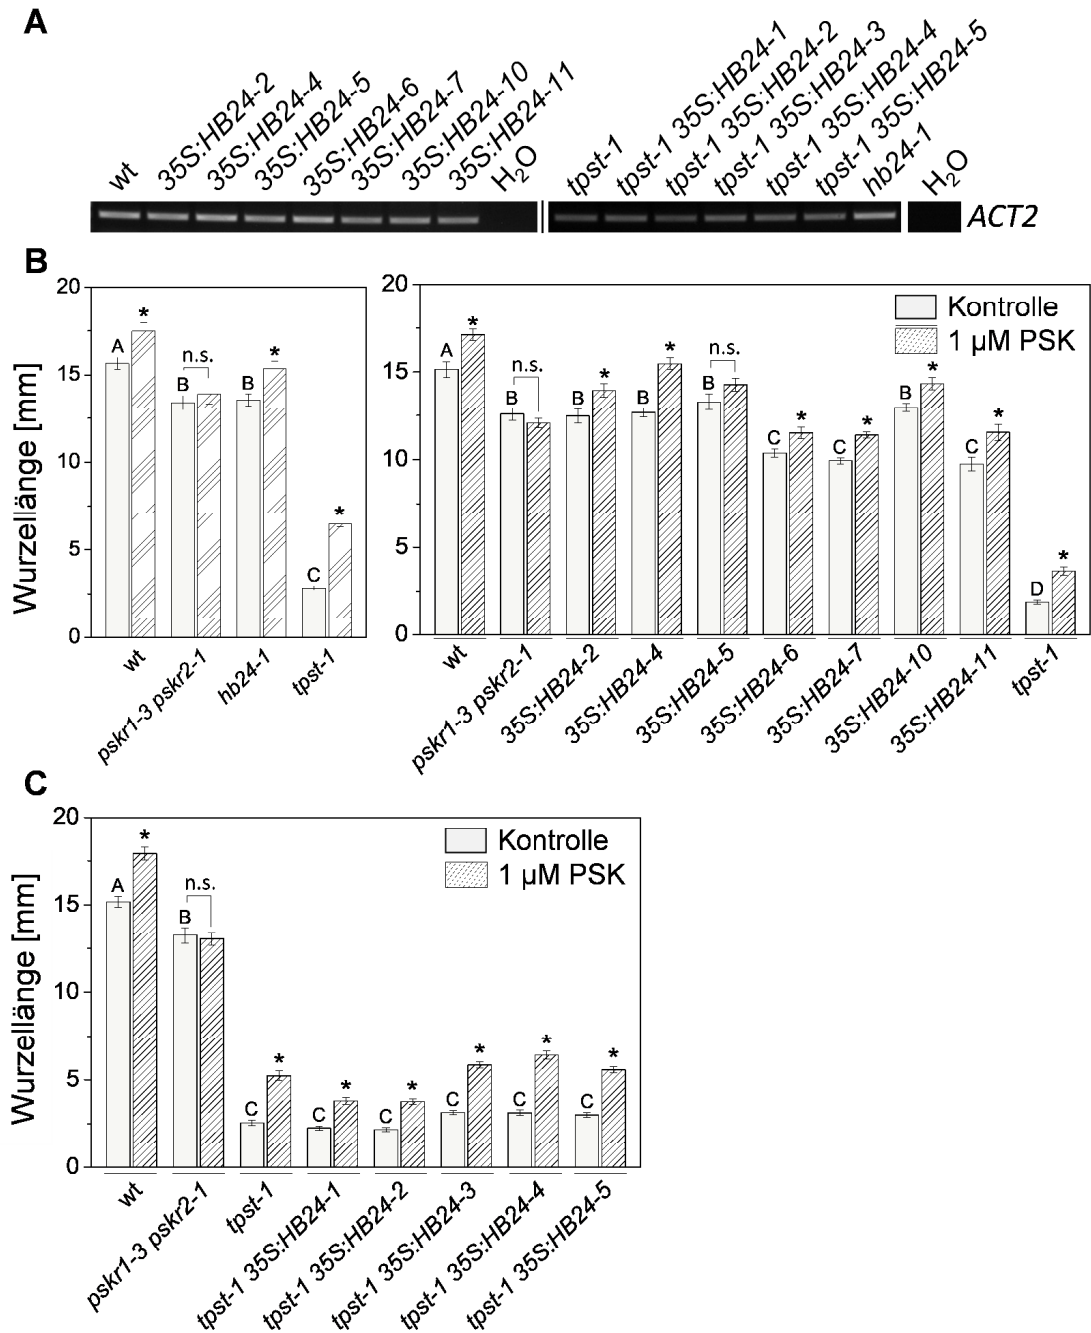 A
wt
35S:HB24-2
35S:HB24-4
35S:HB24-5
35S:HB24-6
35S:HB24-7
35S:HB24-10
35S:HB24-11
H2O
tpst-1
tpst-1 35S:HB24-1
tpst-1 35S:HB24-2
tpst-1 35S:HB24-3
tpst-1 35S:HB24-4
tpst-1 35S:HB24-5
hb24-1
H2O
ACT2
B
Wurzellänge [mm]
20
15
10
5
0
A
*
B
n.s.
B
*
C
*
wt
pskr1-3 pskr2-1
hb24-1
tpst-1
20
15
10
5
0
Kontrolle
1 µM PSK
A
*
B
n.s.
B
*
B
*
B
n.s.
C
*
C
*
B
*
C
*
D
*
wt
pskr1-3 pskr2-1
35S:HB24-2
35S:HB24-4
35S:HB24-5
35S:HB24-6
35S:HB24-7
35S:HB24-10
35S:HB24-11
tpst-1
C
Wurzellänge [mm]
20
15
10
5
0
Kontrolle
1 µM PSK
A
*
B
n.s.
C
*
C
*
C
*
C
*
C
*
C
*
wt
pskr1-3 pskr2-1
tpst-1
tpst-1 35S:HB24-1
tpst-1 35S:HB24-2
tpst-1 35S:HB24-3
tpst-1 35S:HB24-4
tpst-1 35S:HB24-5